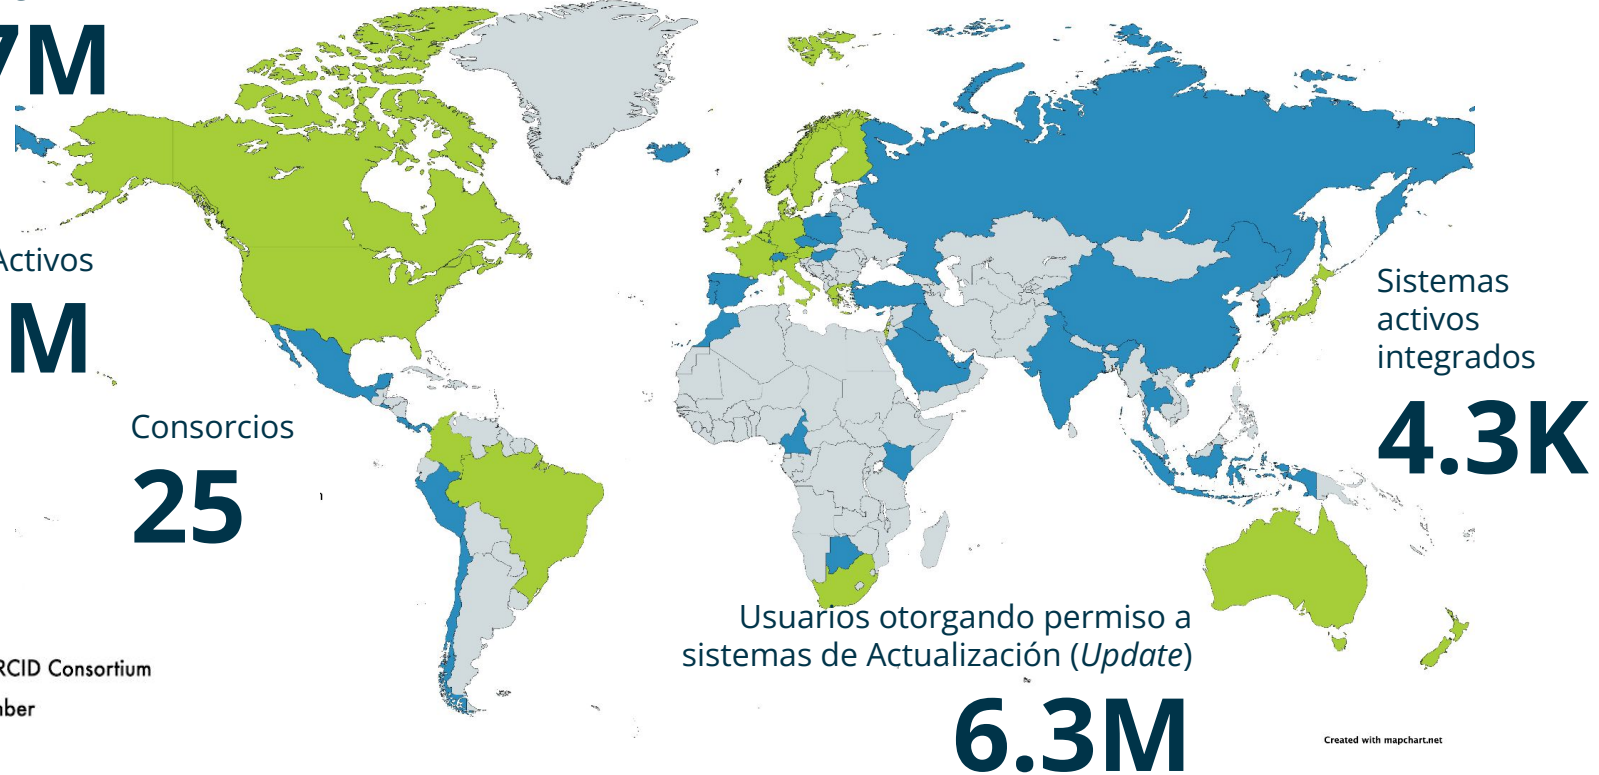 7M
Activos
M
Consorcios
25
Sistemas
activos
integrados
4.3K
Usuarios otorgando permiso a
sistemas de Actualización (Update)
6.3M
RCID Consortium
ber
Created with mapchart.net